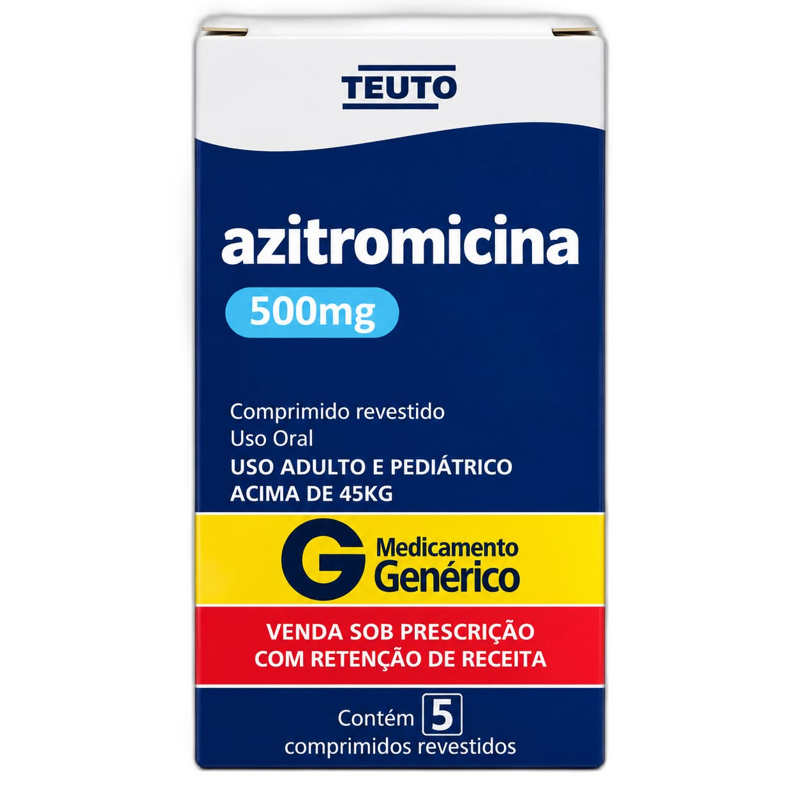 TEUTO
azitromicina
500mg
Comprimido revestido
Uso Oral
USO ADULTO E PEDIÁTRICO
ACIMA DE 45KG
G Medicamento
Genérico
VENDA SOB PRESCRIÇÃO
COM RETENÇÃO DE RECEITA
Contém 5
comprimidos revestidos